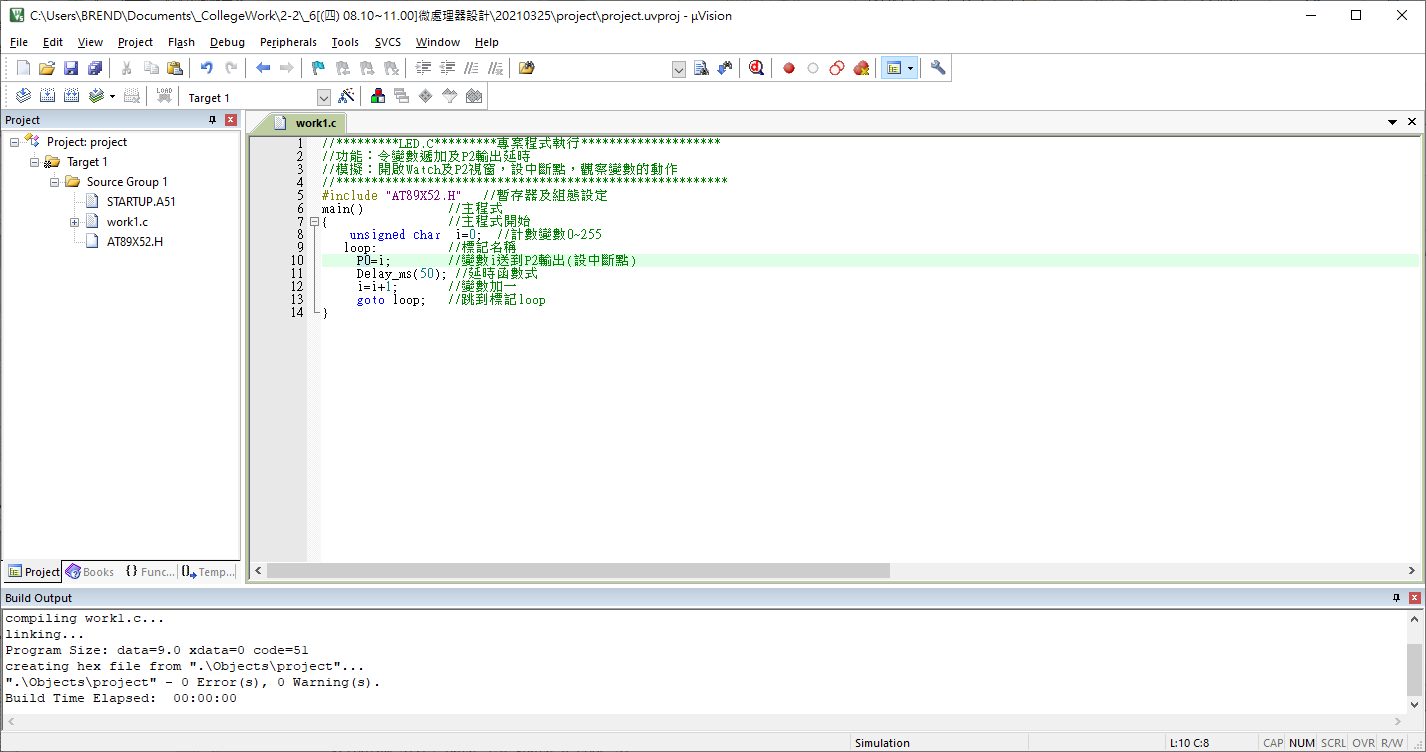 C:\Users\BREND\Documents\_CollegeWork\2-2\_6[(四) 08.10~11.00]微處理器設計\20210325\project\project.uvproj - µVision
File Edit View Project Flash Debug Peripherals Tools SVCS Window Help
LOAD Target 1
Project
work1.c
Project: project
Target 1
Source Group 1
STARTUP.A51
work1.c
AT89X52.H
1 //*********LED.C*********專案程式執行********************
2 //功能：令變數遞加及P2輸出延時
3 //模擬：開啟Watch及P2視窗，設中斷點，觀察變數的動作
4 //********************************************************
5 #include "AT89X52.H" //暫存器及組態設定
6 main() //主程式
7 { //主程式開始
8 unsigned char i=0; //計數變數0~255
9 loop: //標記名稱
10 P0=i; //變數i送到P2輸出(設中斷點)
11 Delay_ms(50); //延時函數式
12 i=i+1; //變數加一
13 goto loop; //跳到標記loop
14 }
Project Books {} Func... Temp...
Build Output
compiling work1.c...
linking...
Program Size: data=9.0 xdata=0 code=51
creating hex file from ".\Objects\project"...
".\Objects\project" - 0 Error(s), 0 Warning(s).
Build Time Elapsed:  00:00:00
Simulation L:10 C:8 CAP NUM SCRL OVR R/W